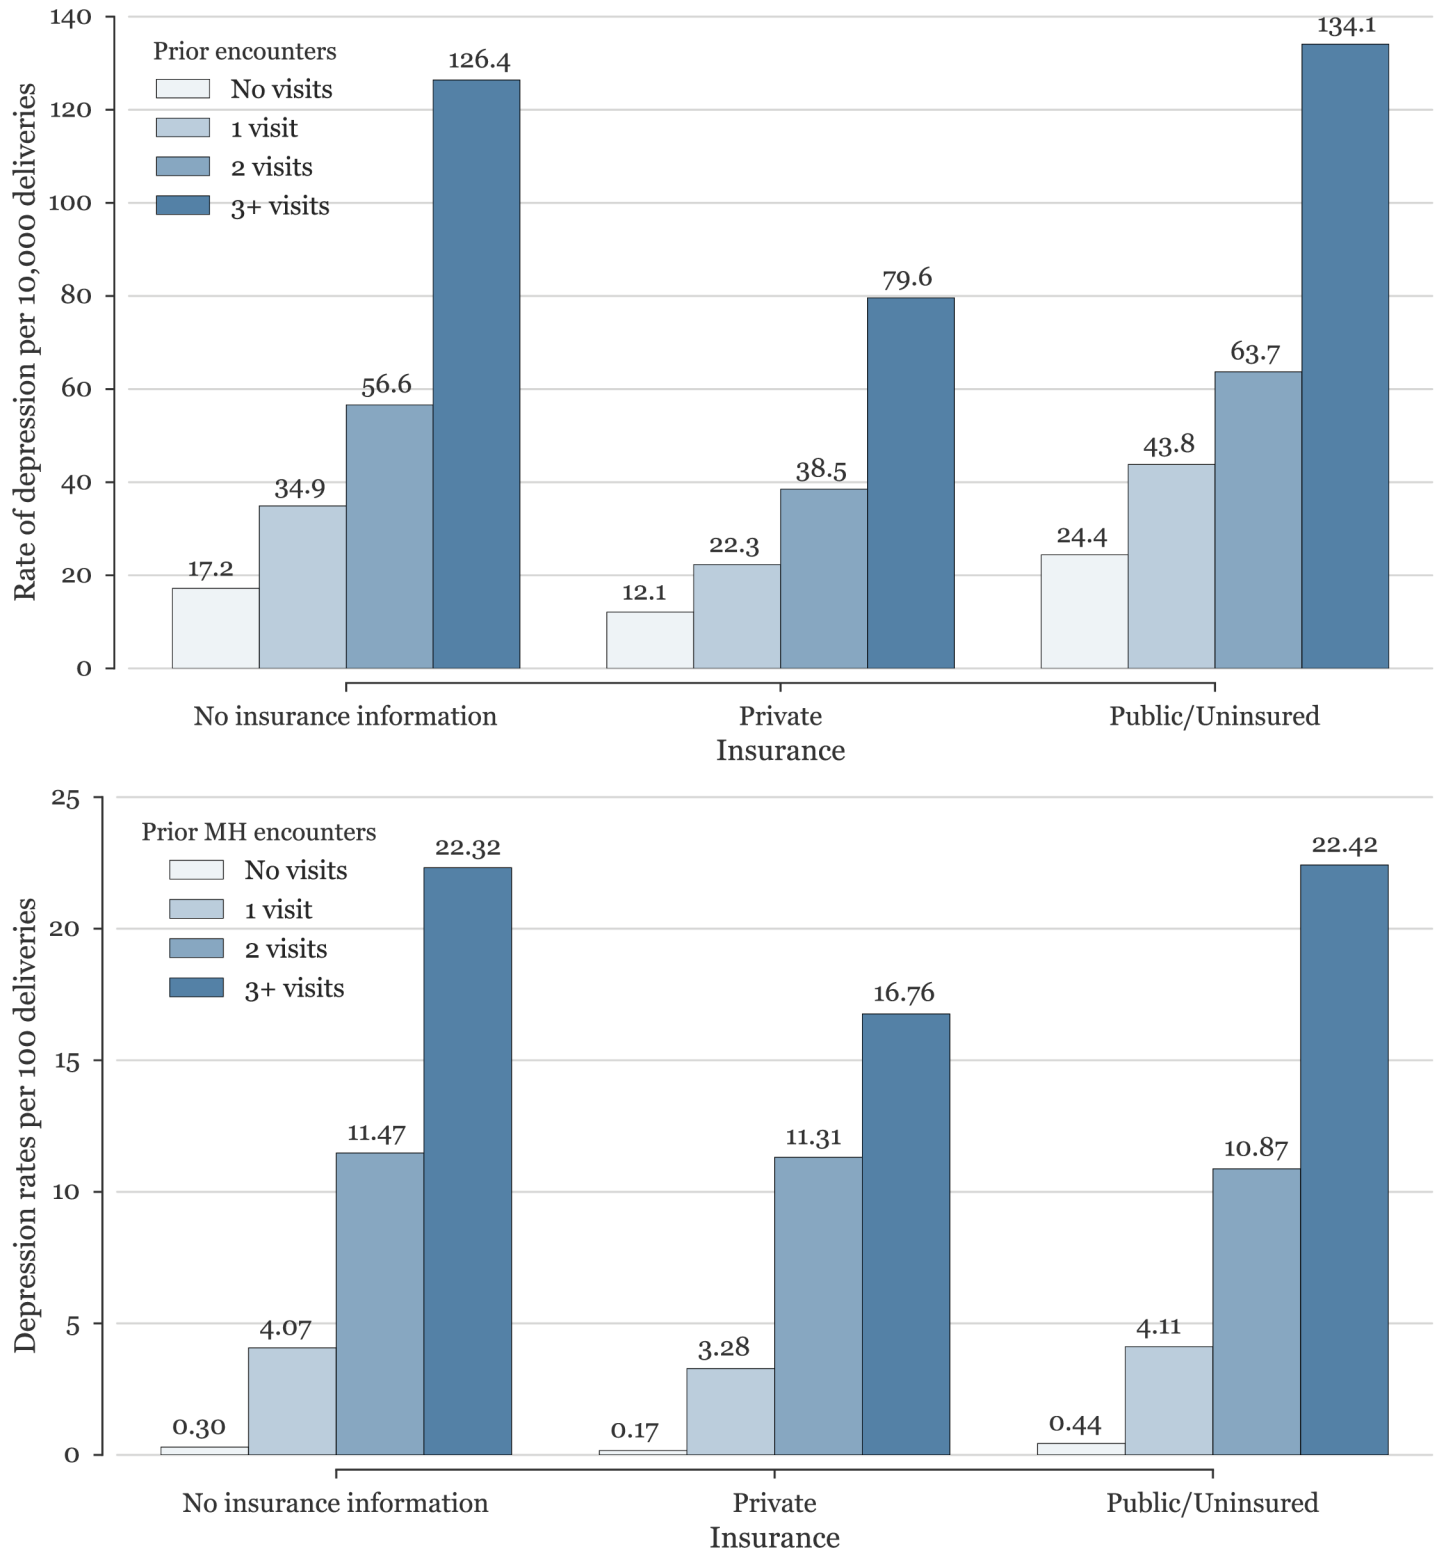 Rate of depression per 10,000 deliveries
140
120
100
80
60
40
20
0
Prior encounters
No visits
1 visit
2 visits
3+ visits
17.2
34.9
56.6
126.4
12.1
22.3
38.5
79.6
24.4
43.8
63.7
134.1
No insurance information
Private
Public/Uninsured
Insurance
Depression rates per 100 deliveries
25
20
15
10
5
0
Prior MH encounters
No visits
1 visit
2 visits
3+ visits
0.30
4.07
11.47
22.32
0.17
3.28
11.31
16.76
0.44
4.11
10.87
22.42
No insurance information
Private
Public/Uninsured
Insurance